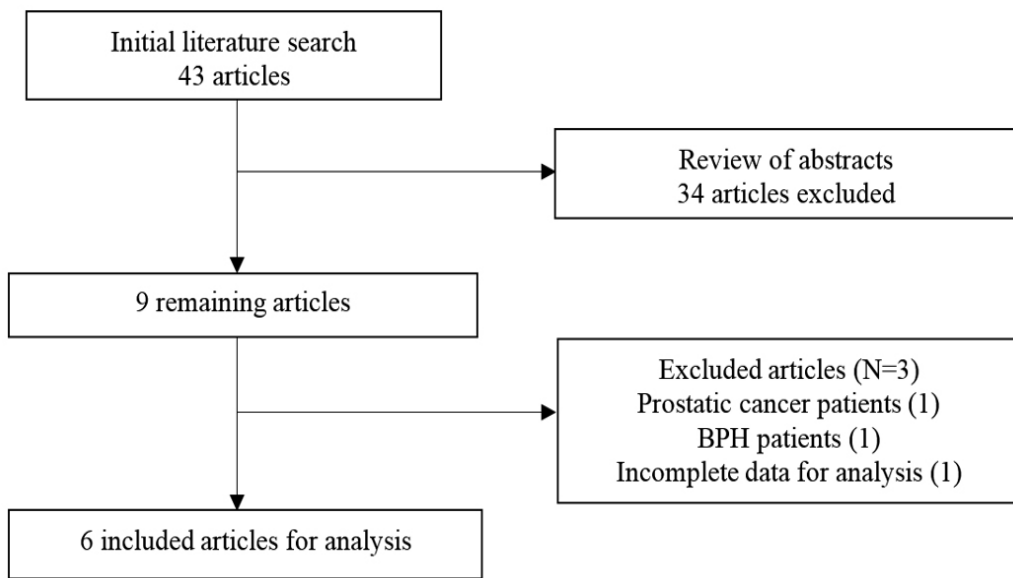 Initial literature search
43 articles
Review of abstracts
34 articles excluded
9 remaining articles
Excluded articles (N=3)
Prostatic cancer patients (1)
BPH patients (1)
Incomplete data for analysis (1)
6 included articles for analysis